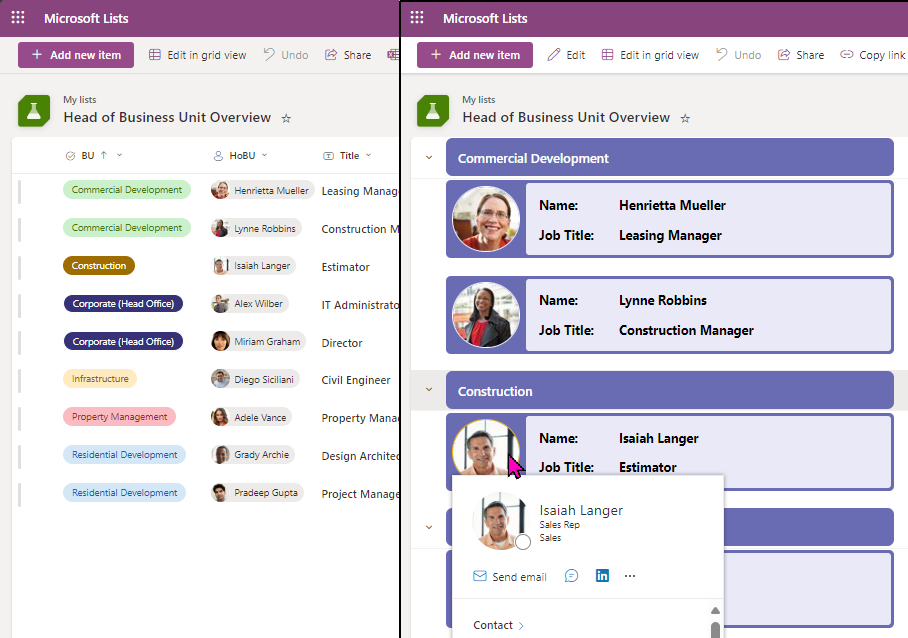 Microsoft Lists
+ Add new item
Edit in grid view
Undo
Share
My lists
Head of Business Unit Overview
BU
HoBU
Title
Commercial Development
Henrietta Mueller
Leasing Manag
Commercial Development
Lynne Robbins
Construction M
Construction
Isaiah Langer
Estimator
Corporate (Head Office)
Alex Wilber
IT Administrato
Corporate (Head Office)
Miriam Graham
Director
Infrastructure
Diego Siciliani
Civil Engineer
Property Management
Adele Vance
Property Mana
Residential Development
Grady Archie
Design Architec
Residential Development
Pradeep Gupta
Project Manage
Microsoft Lists
+ Add new item
Edit
Edit in grid view
Undo
Share
Copy link
My lists
Head of Business Unit Overview
Commercial Development
Name: Henrietta Mueller
Job Title: Leasing Manager
Name: Lynne Robbins
Job Title: Construction Manager
Construction
Name: Isaiah Langer
Job Title: Estimator
Isaiah Langer
Sales Rep
Sales
Send email
in
Contact